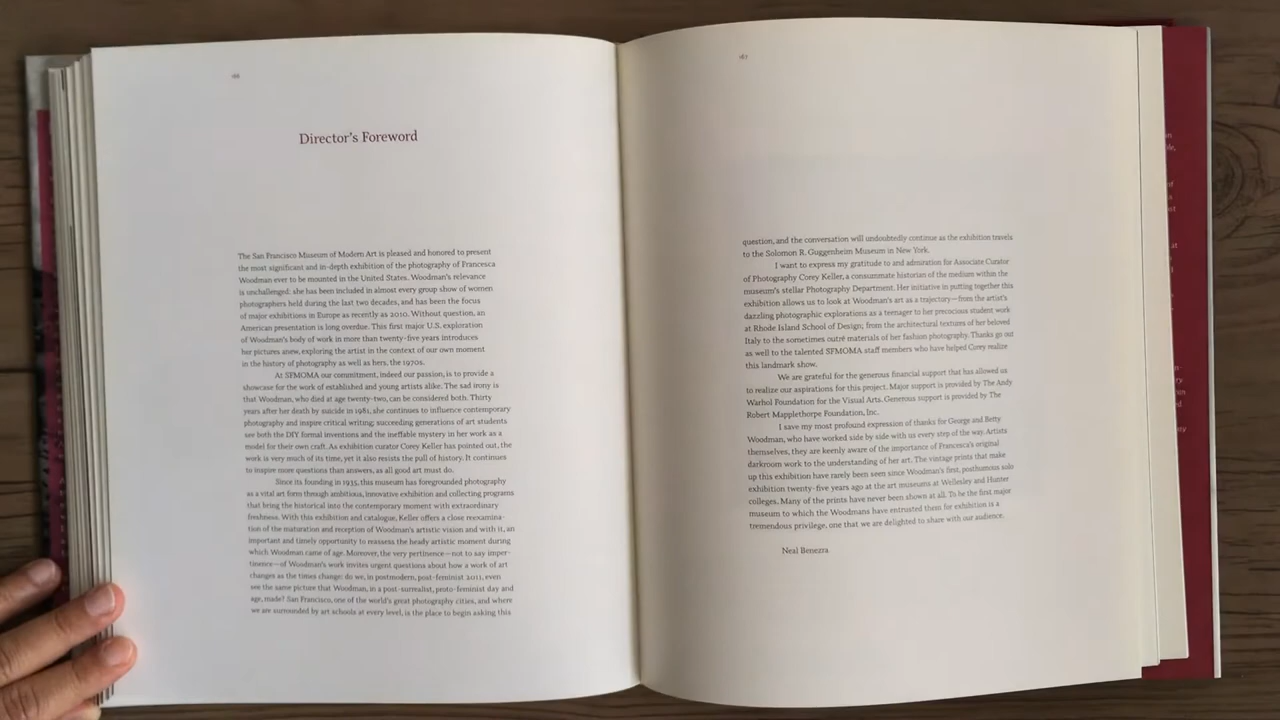 Director's Foreword
The San Francisco Museum of Modern Art is pleased and honored to present
the most significant and in-depth exhibition of the photography of Francesca
Woodman ever to be mounted in the United States. Woodman's relevance
is unchallenged: she has been included in almost every group show of women
photographers held during the last two decades, and has been the focus
of major exhibitions in Europe as recently as 2010. Without question, an
American presentation is long overdue. This first major U.S. exploration
of Woodman's body of work in more than twenty-five years introduces
her pictures anew, exploring the artist in the context of our own moment
in the history of photography as well as hers, the 1970s.
At SFMOMA our commitment, indeed our passion, is to provide a
showcase for the work of established and young artists alike. The sad irony is
that Woodman, who died at age twenty-two, can be considered both. Thirty
years after her death by suicide in 1981, she continues to influence contemporary
photography and inspire critical writing; succeeding generations of art students
see both the DIY formal inventions and the ineffable mystery in her work as a
model for their own craft. As exhibition curator Corey Keller has pointed out, the
work is very much of its time, yet it also resists the pull of history. It continues
to inspire more questions than answers, as all good art must do.
Since its founding in 1935, this museum has foregrounded photography
as a vital art form through ambitious, innovative exhibition and collecting programs
that bring the historical into the contemporary moment with extraordinary
freshness. With this exhibition and catalogue, Keller offers a close reexamina-
tion of the maturation and reception of Woodman's artistic vision and with it, an
important and timely opportunity to reassess the heady artistic moment during
which Woodman came of age. Moreover, the very pertinence—not to say imper-
tinence—of Woodman's work invites urgent questions about how a work of art
changes as the times change: do we, in postmodern, post-feminist 2011, even
see the same picture that Woodman, in a post-surrealist, proto-feminist day and
age, made? San Francisco, one of the world's great photography cities, and where
we are surrounded by art schools at every level, is the place to begin asking this
question, and the conversation will undoubtedly continue as the exhibition travels
to the Solomon R. Guggenheim Museum in New York.
I want to express my gratitude to and admiration for Associate Curator
of Photography Corey Keller, a consummate historian of the medium within the
museum's stellar Photography Department. Her initiative in putting together this
exhibition allows us to look at Woodman's art as a trajectory—from the artist's
dazzling photographic explorations as a teenager to her precocious student work
at Rhode Island School of Design; from the architectural textures of her beloved
Italy to the sometimes outré materials of her fashion photography. Thanks go out
as well to the talented SFMOMA staff members who have helped Corey realize
this landmark show.
We are grateful for the generous financial support that has allowed us
to realize our aspirations for this project. Major support is provided by The Andy
Warhol Foundation for the Visual Arts. Generous support is provided by The
Robert Mapplethorpe Foundation, Inc.
I save my most profound expression of thanks for George and Betty
Woodman, who have worked side by side with us every step of the way. Artists
themselves, they are keenly aware of the importance of Francesca's original
darkroom work to the understanding of her art. The vintage prints that make
up this exhibition have rarely been seen since Woodman's first, posthumous solo
exhibition twenty-five years ago at the art museums at Wellesley and Hunter
colleges. Many of the prints have never been shown at all. To be the first major
museum to which the Woodmans have entrusted them for exhibition is a
tremendous privilege, one that we are delighted to share with our audience.
Neal Benezra